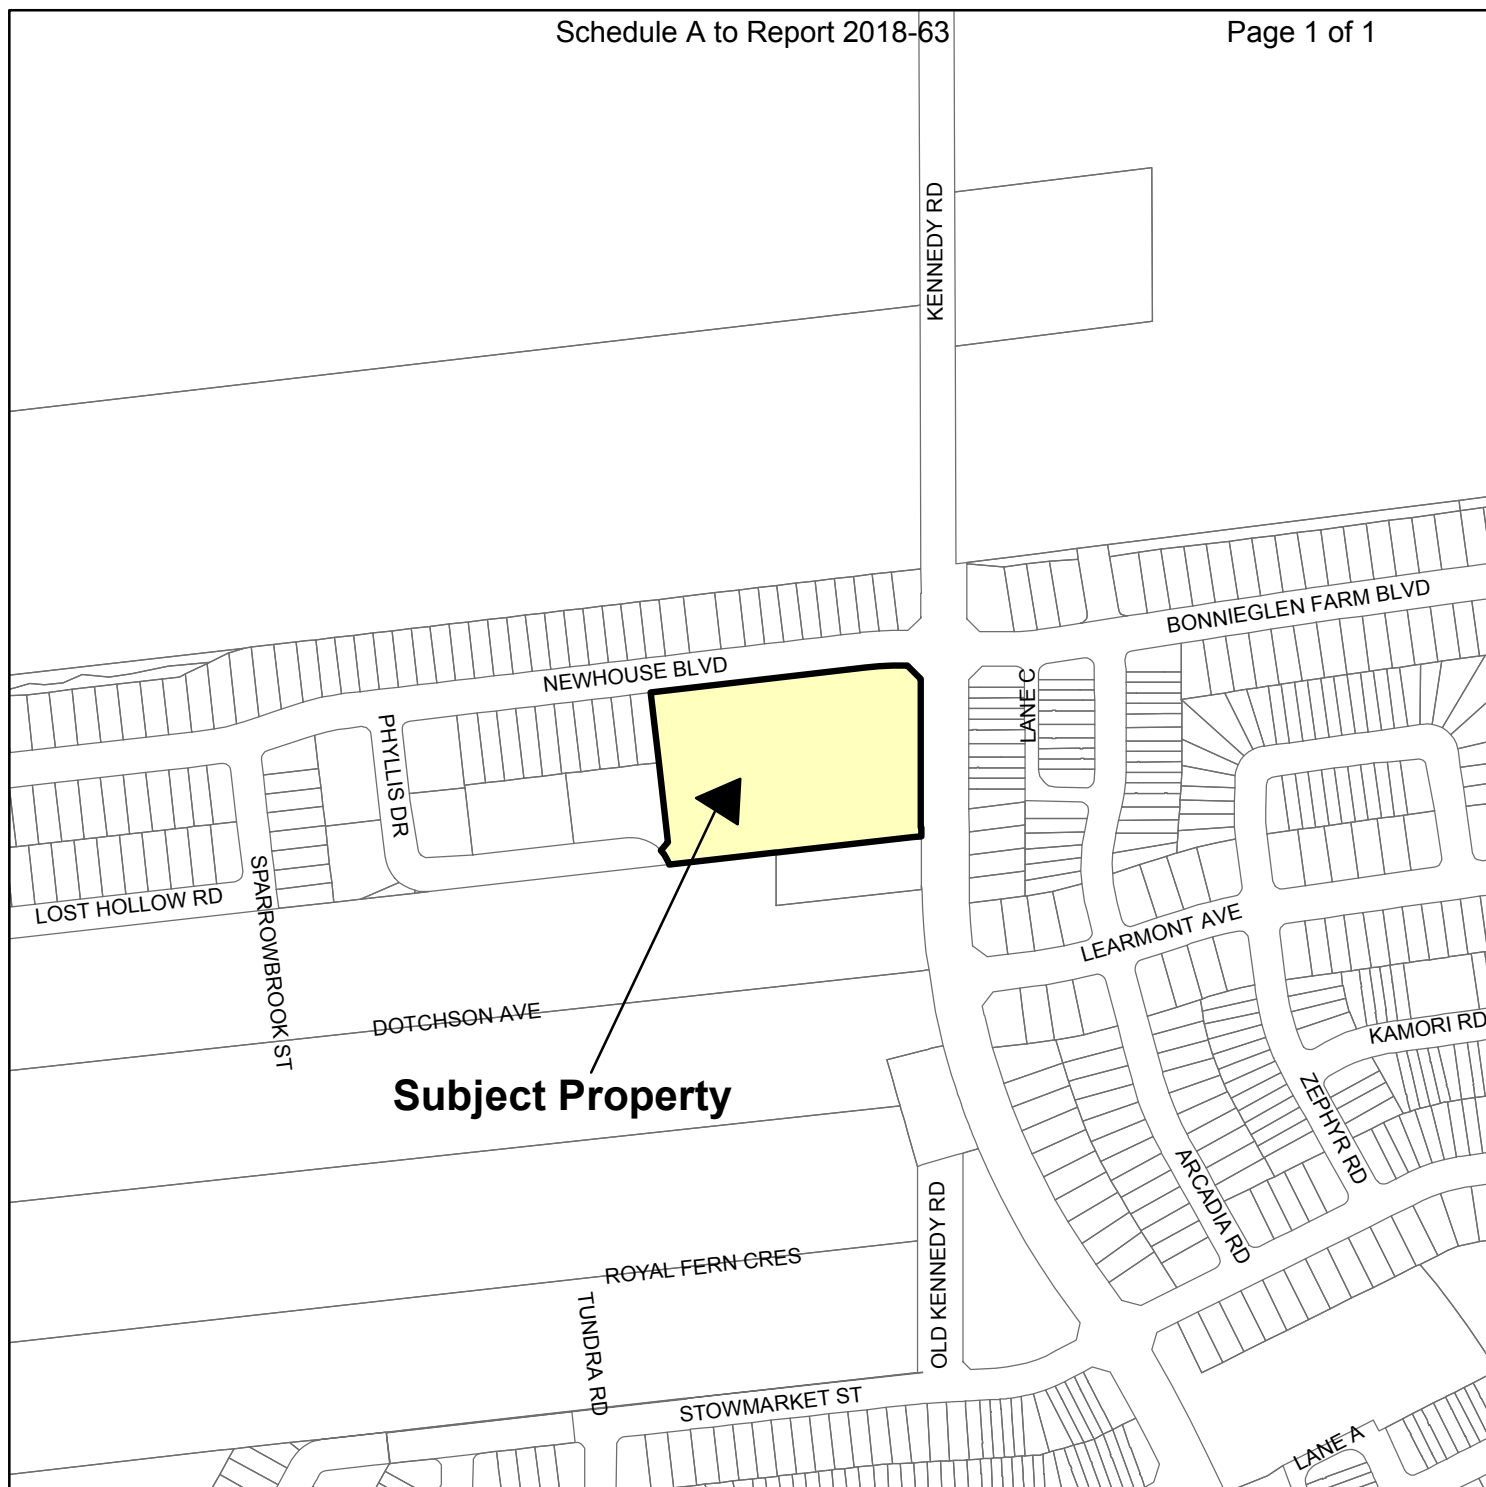 Schedule A to Report 2018-63
Page 1 of 1
KENNEDY RD
BONNIEGLEN FARM BLVD
NEWHOUSE BLVD
LANE C
PHYLLIS DR
SPARROWBROOK ST
LOST HOLLOW RD
LEARMONT AVE
DOTCHSON AVE
KAMORI RD
Subject Property
ZEPHYR RD
ARCADIA RD
OLD KENNEDY RD
ROYAL FERN CRES
TUNDRA RD
STOWMARKET ST
LANE A